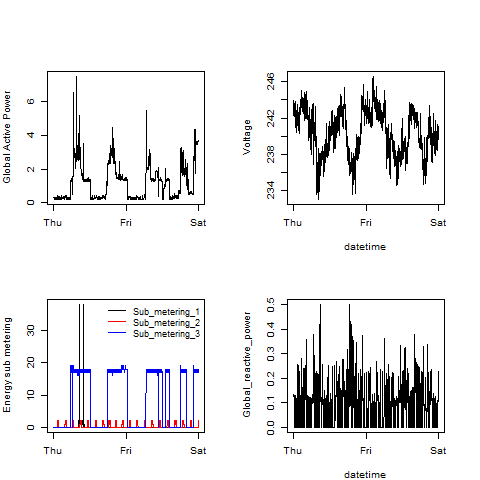 Global Active Power
6
4
2
0
Thu
Fri
Sat
Voltage
246
242
238
234
Thu
Fri
Sat
datetime
Energy sub metering
30
20
10
0
Sub_metering_1
Sub_metering_2
Sub_metering_3
Thu
Fri
Sat
Global_reactive_power
0.5
0.4
0.3
0.2
0.1
0.0
Thu
Fri
Sat
datetime